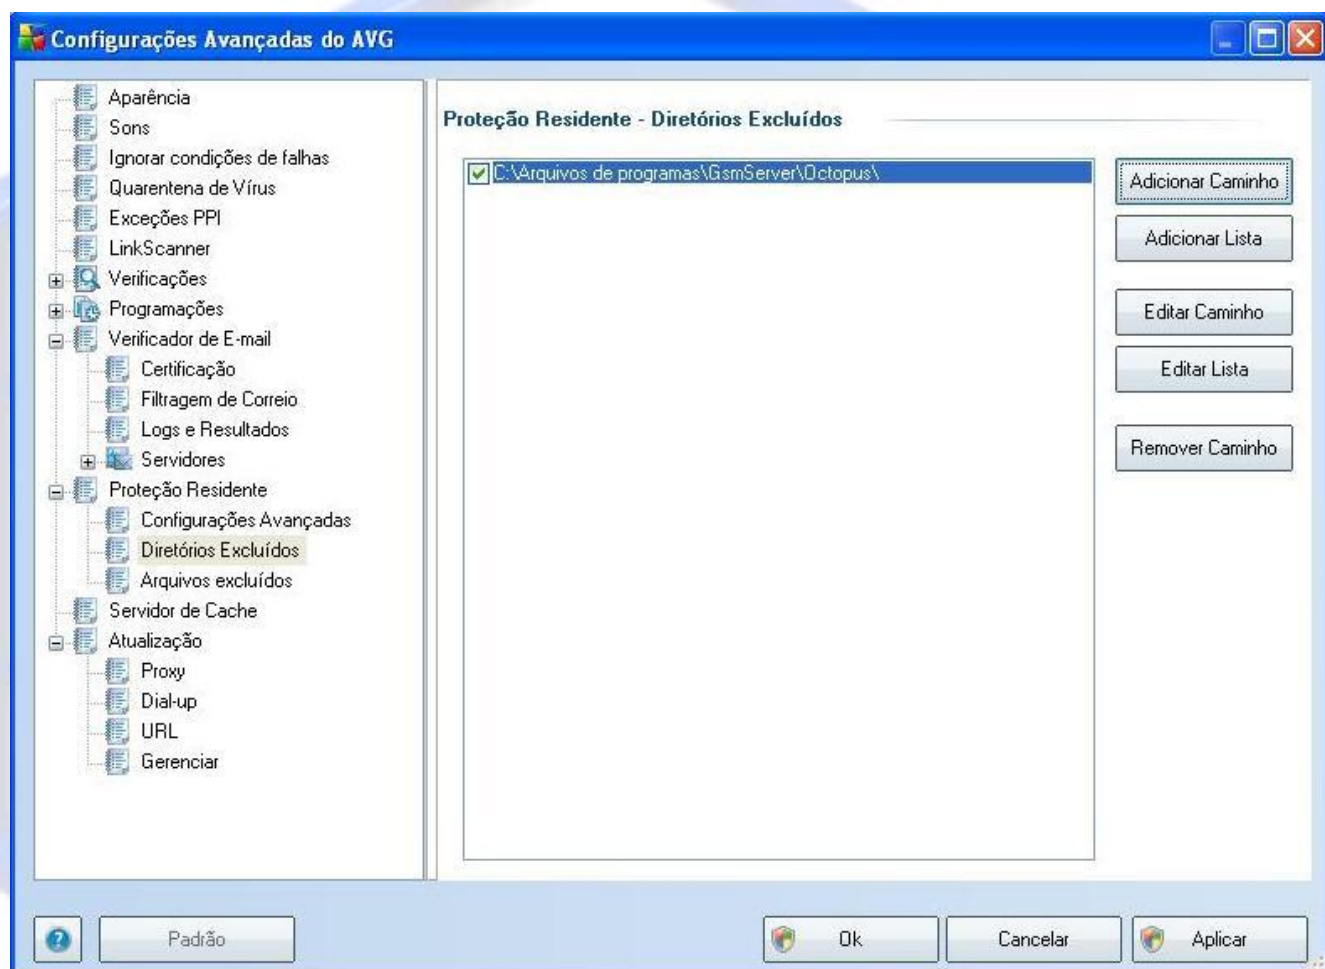 Configurações Avançadas do AVG
Aparência
Sons
Ignorar condições de falhas
Quarentena de Vírus
Exceções PPI
LinkScanner
Verificações
Programações
Verificador de E-mail
Certificação
Filtragem de Correio
Logs e Resultados
Servidores
Proteção Residente
Configurações Avançadas
Diretórios Excluídos
Arquivos excluídos
Servidor de Cache
Atualização
Proxy
Dial-up
URL
Gerenciar
Proteção Residente - Diretórios Excluídos
C:\Arquivos de programas\GsmServer\Octopus\
Adicionar Caminho
Adicionar Lista
Editar Caminho
Editar Lista
Remover Caminho
Padrão
Ok
Cancelar
Aplicar